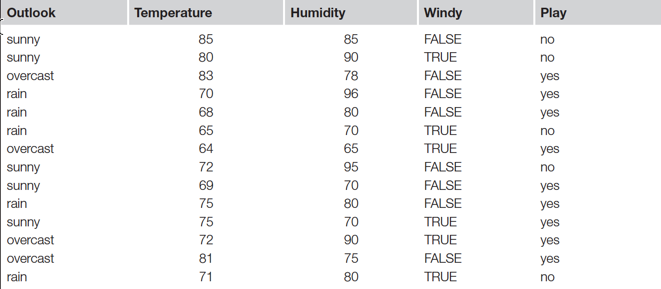 Outlook Temperature Humidity Windy Play
sunny 85 85 FALSE no
sunny 80 90 TRUE no
overcast 83 78 FALSE yes
rain 70 96 FALSE yes
rain 68 80 FALSE yes
rain 65 70 TRUE no
overcast 64 65 TRUE yes
sunny 72 95 FALSE no
sunny 69 70 FALSE yes
rain 75 80 FALSE yes
sunny 75 70 TRUE yes
overcast 72 90 TRUE yes
overcast 81 75 FALSE yes
rain 71 80 TRUE no